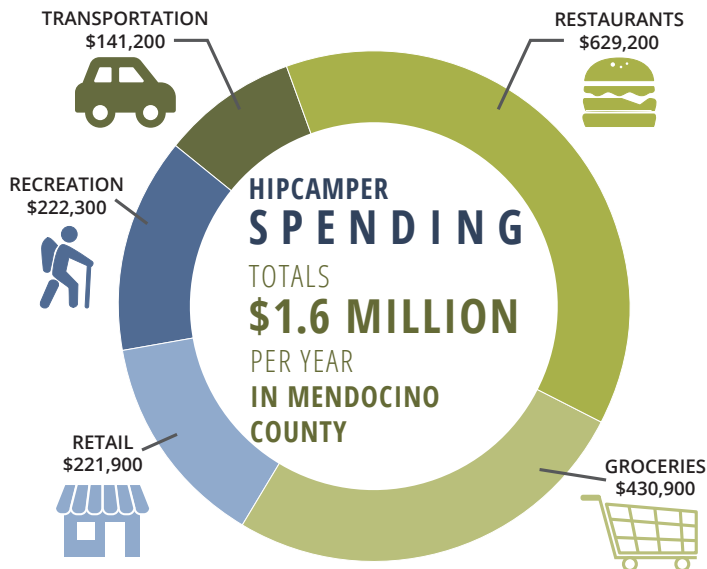 TRANSPORTATION
$141,200
RESTAURANTS
$629,200
RECREATION
$222,300
HIPCAMPER
SPENDING
TOTALS
$1.6 MILLION
PER YEAR
IN MENDOCINO
COUNTY
RETAIL
$221,900
GROCERIES
$430,900